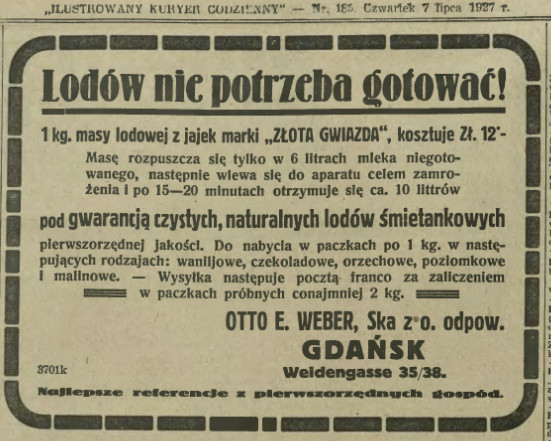 „ILUSTROWANY KURYER CODZIENNY" — Nr. 185. Czwartek 7 lipca 1927 r.
Lodów nie potrzeba gotować!
1 kg. masy lodowej z jajek marki „ZŁOTA GWIAZDA", kosztuje Zł. 12·-
Masę rozpuszcza się tylko w 6 litrach mleka niegoto-
wanego, następnie wlewa się do aparatu celem zamro-
żenia i po 15—20 minutach otrzymuje się ca. 10 littrów
pod gwarancją czystych, naturalnych lodów śmietankowych
pierwszorzędnej jakości. Do nabycia w paczkach po 1 kg. w nastę-
pujących rodzajach: waniljowe, czekoladowe, orzechowe, poziomkowe
i malinowe. — Wysyłka następuje pocztą franco za zaliczeniem
w paczkach próbnych conajmniej 2 kg.
OTTO E. WEBER, Ska z o. odpow.
GDAŃSK
3701k Weidengasse 35/38.
Najlepsze referencje z pierwszorzędnych gospód.